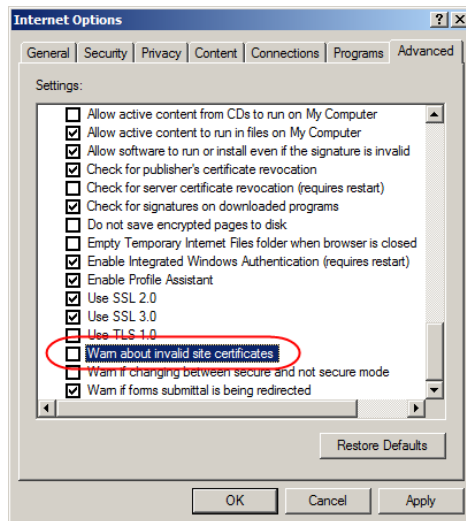 Internet Options
General Security Privacy Content Connections Programs Advanced
Settings:
Allow active content from CDs to run on My Computer
Allow active content to run in files on My Computer
Allow software to run or install even if the signature is invalid
Check for publisher's certificate revocation
Check for server certificate revocation (requires restart)
Check for signatures on downloaded programs
Do not save encrypted pages to disk
Empty Temporary Internet Files folder when browser is closed
Enable Integrated Windows Authentication (requires restart)
Enable Profile Assistant
Use SSL 2.0
Use SSL 3.0
Use TLS 1.0
Warn about invalid site certificates
Warn if changing between secure and not secure mode
Warn if forms submittal is being redirected
Restore Defaults
OK Cancel Apply